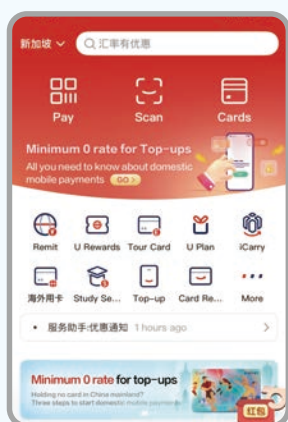 新加坡
汇率有优惠
Pay Scan Cards
Minimum 0 rate for Top-ups
All you need to know about domestic
mobile payments GO
Remit U Rewards Tour Card U Plan iCarry
海外用卡 Study Se... Top-up Card Re... More
服务助手:优惠通知 1 hours ago
Minimum 0 rate for top-ups
Holding no card in China mainland?
Three steps to start domestic mobile payments
红包